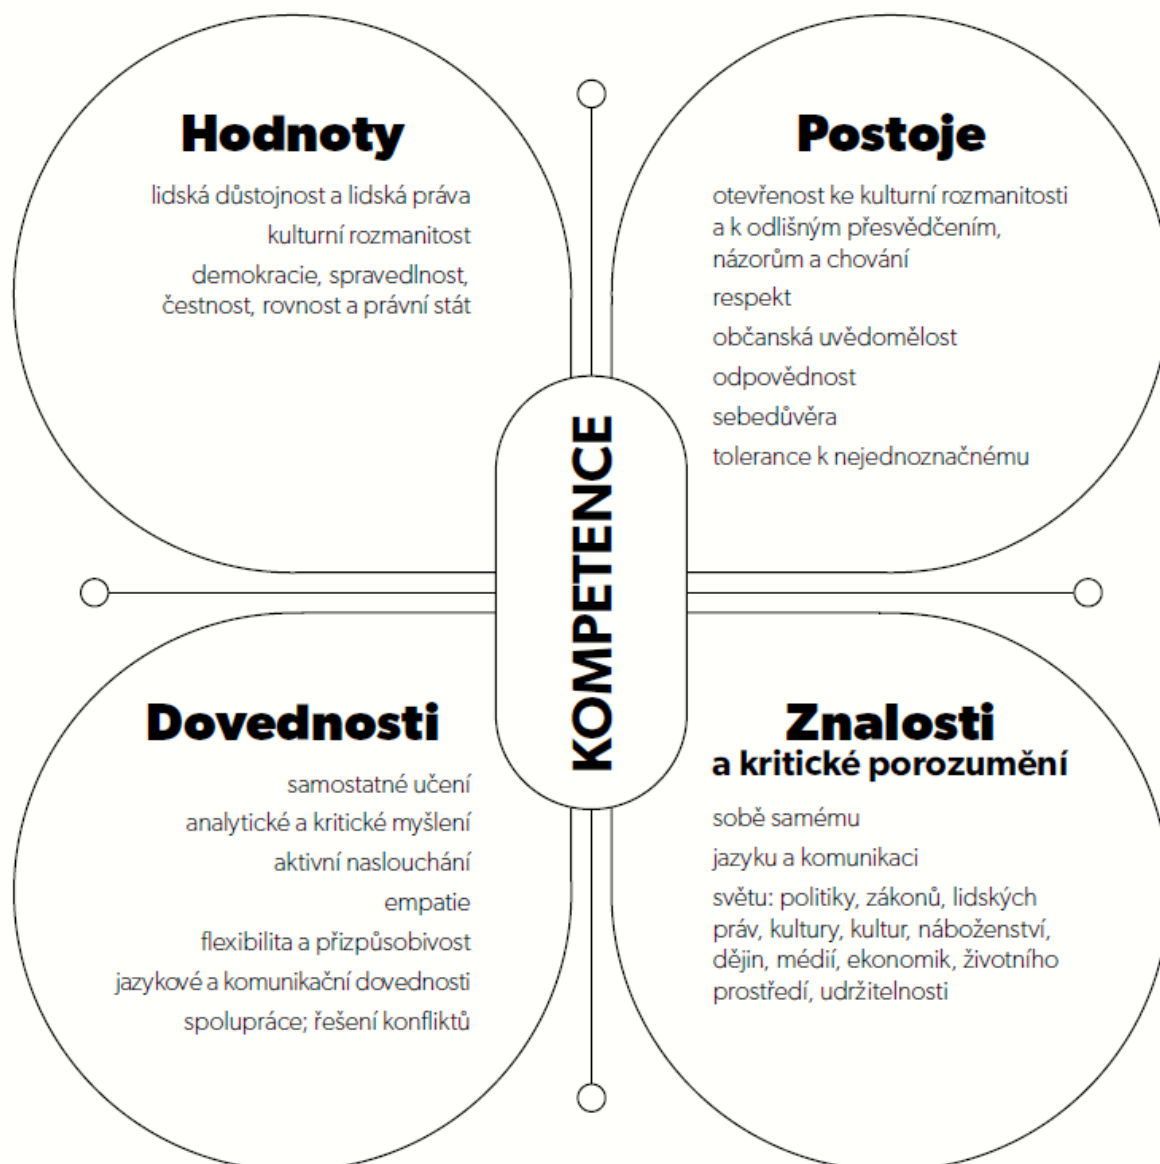 Hodnoty
lidská důstojnost a lidská práva
kulturní rozmanitost
demokracie, spravedlnost,
čestnost, rovnost a právní stát
Postoje
otevřenost ke kulturní rozmanitosti
a k odlišným přesvědčením,
názorům a chování
respekt
občanská uvědomělost
odpovědnost
sebedůvěra
tolerance k nejednoznačnému
KOMPETENCE
Dovednosti
samostatné učení
analytické a kritické myšlení
aktivní naslouchání
empatie
flexibilita a přizpůsobivost
jazykové a komunikační dovednosti
spolupráce; řešení konfliktů
Znalosti
a kritické porozumění
sobě samému
jazyku a komunikaci
světu: politiky, zákonů, lidských
práv, kultury, kultur, náboženství,
dějin, médií, ekonomik, životního
prostředí, udržitelnosti